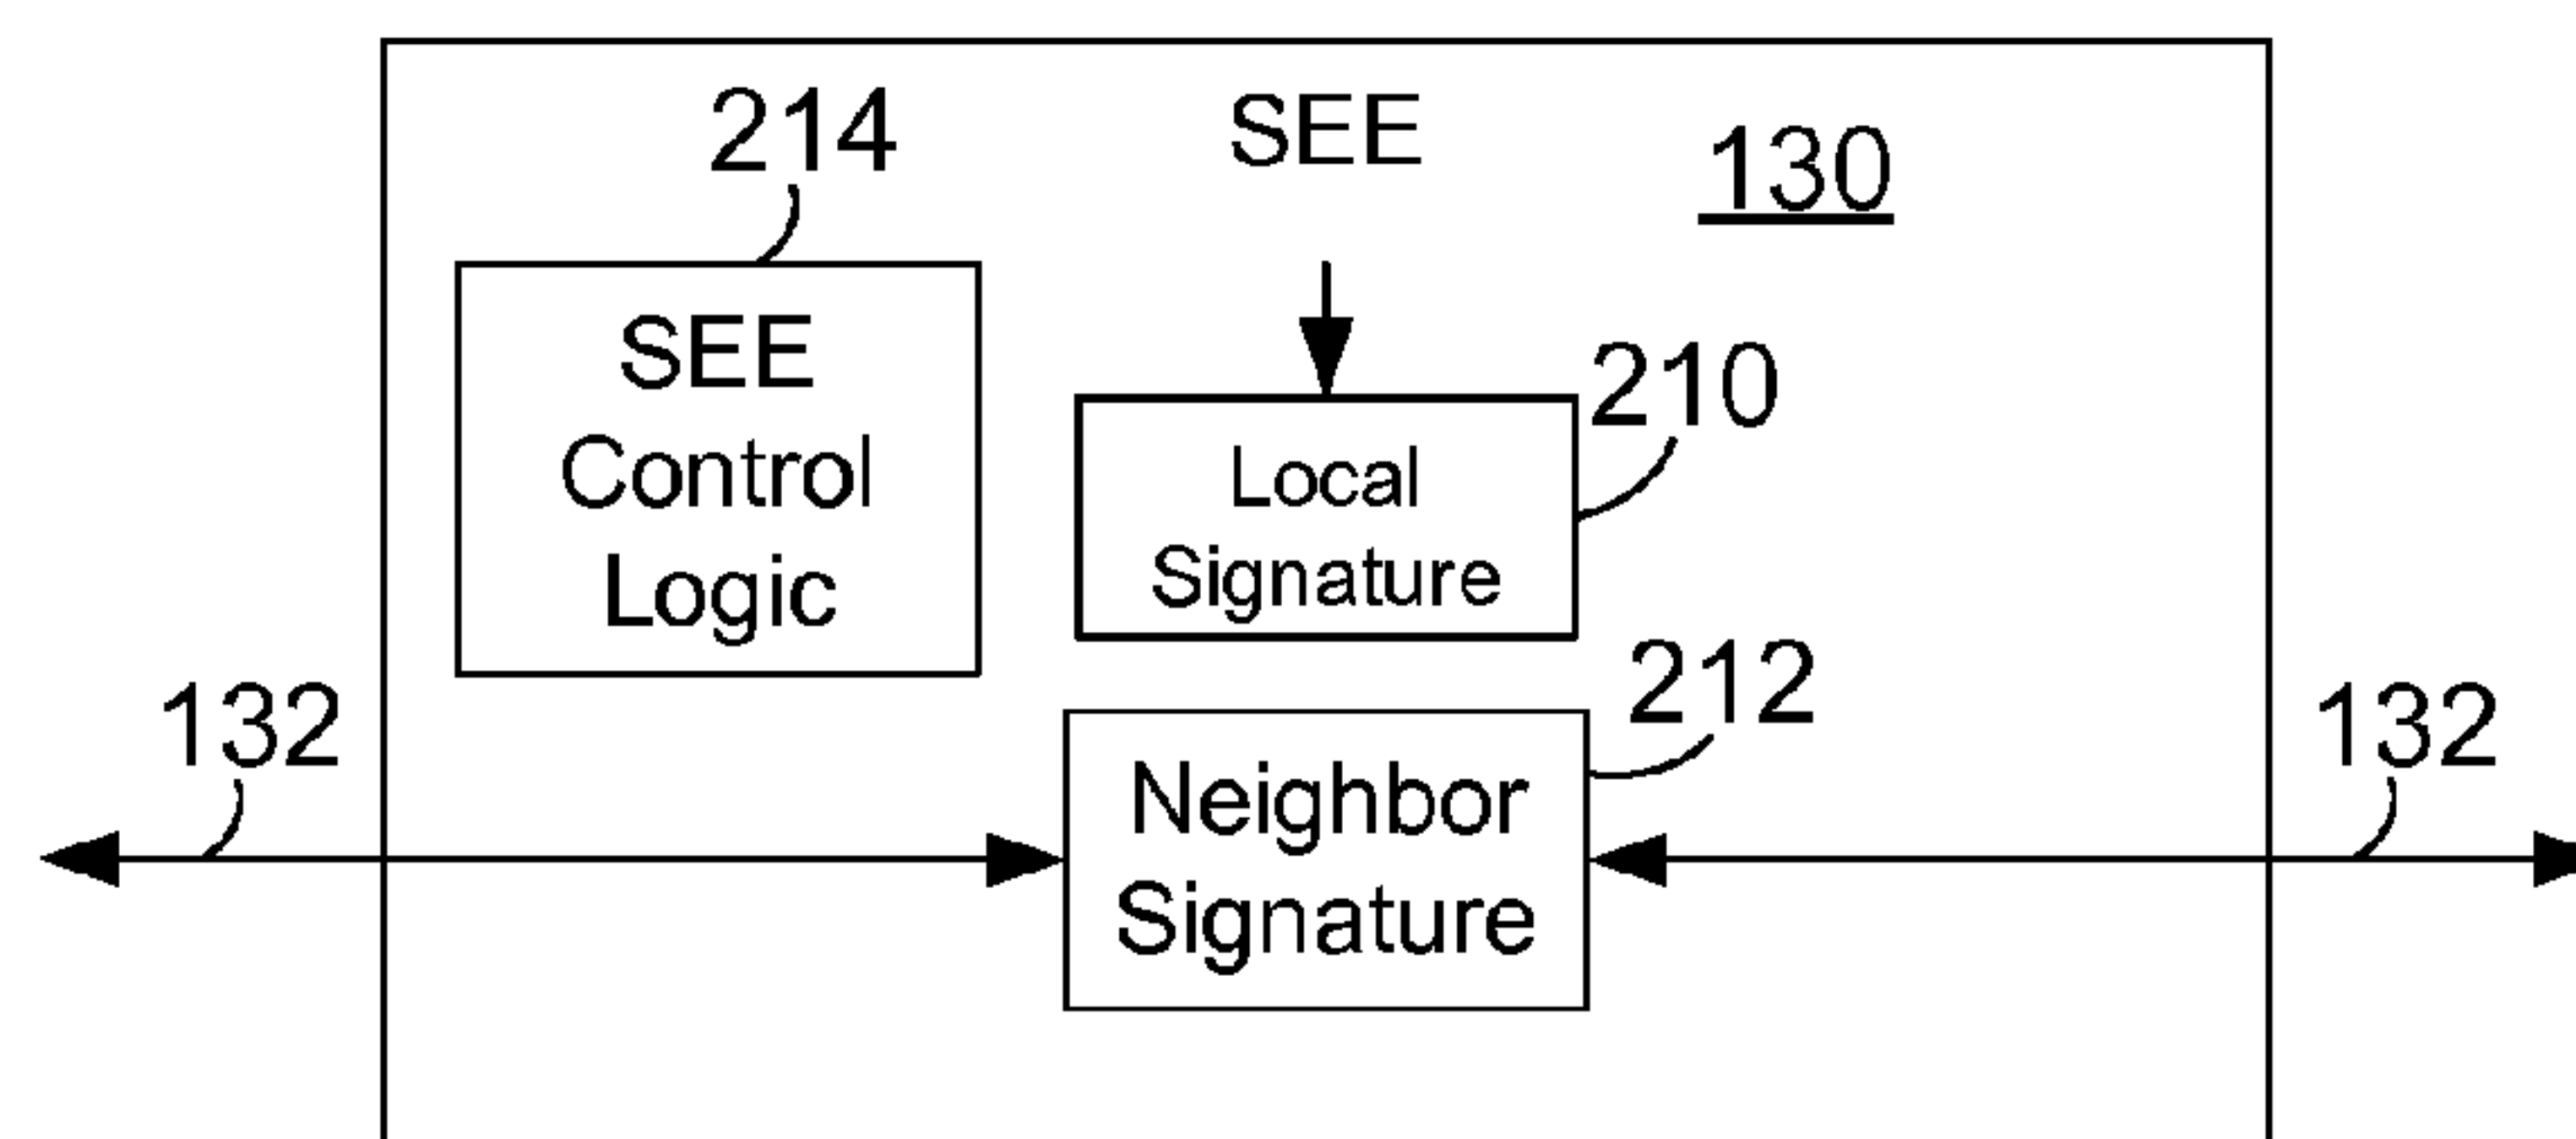 214
SEE
130
SEE
Control
Logic
210
Local
Signature
212
132
132
Neighbor
Signature